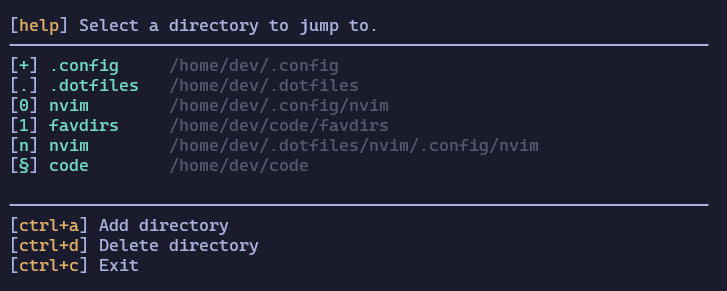 [help] Select a directory to jump to.
[+] .config /home/dev/.config
[.] .dotfiles /home/dev/.dotfiles
[0] nvim /home/dev/.config/nvim
[1] favdirs /home/dev/code/favdirs
[n] nvim /home/dev/.dotfiles/nvim/.config/nvim
[§] code /home/dev/code
[ctrl+a] Add directory
[ctrl+d] Delete directory
[ctrl+c] Exit